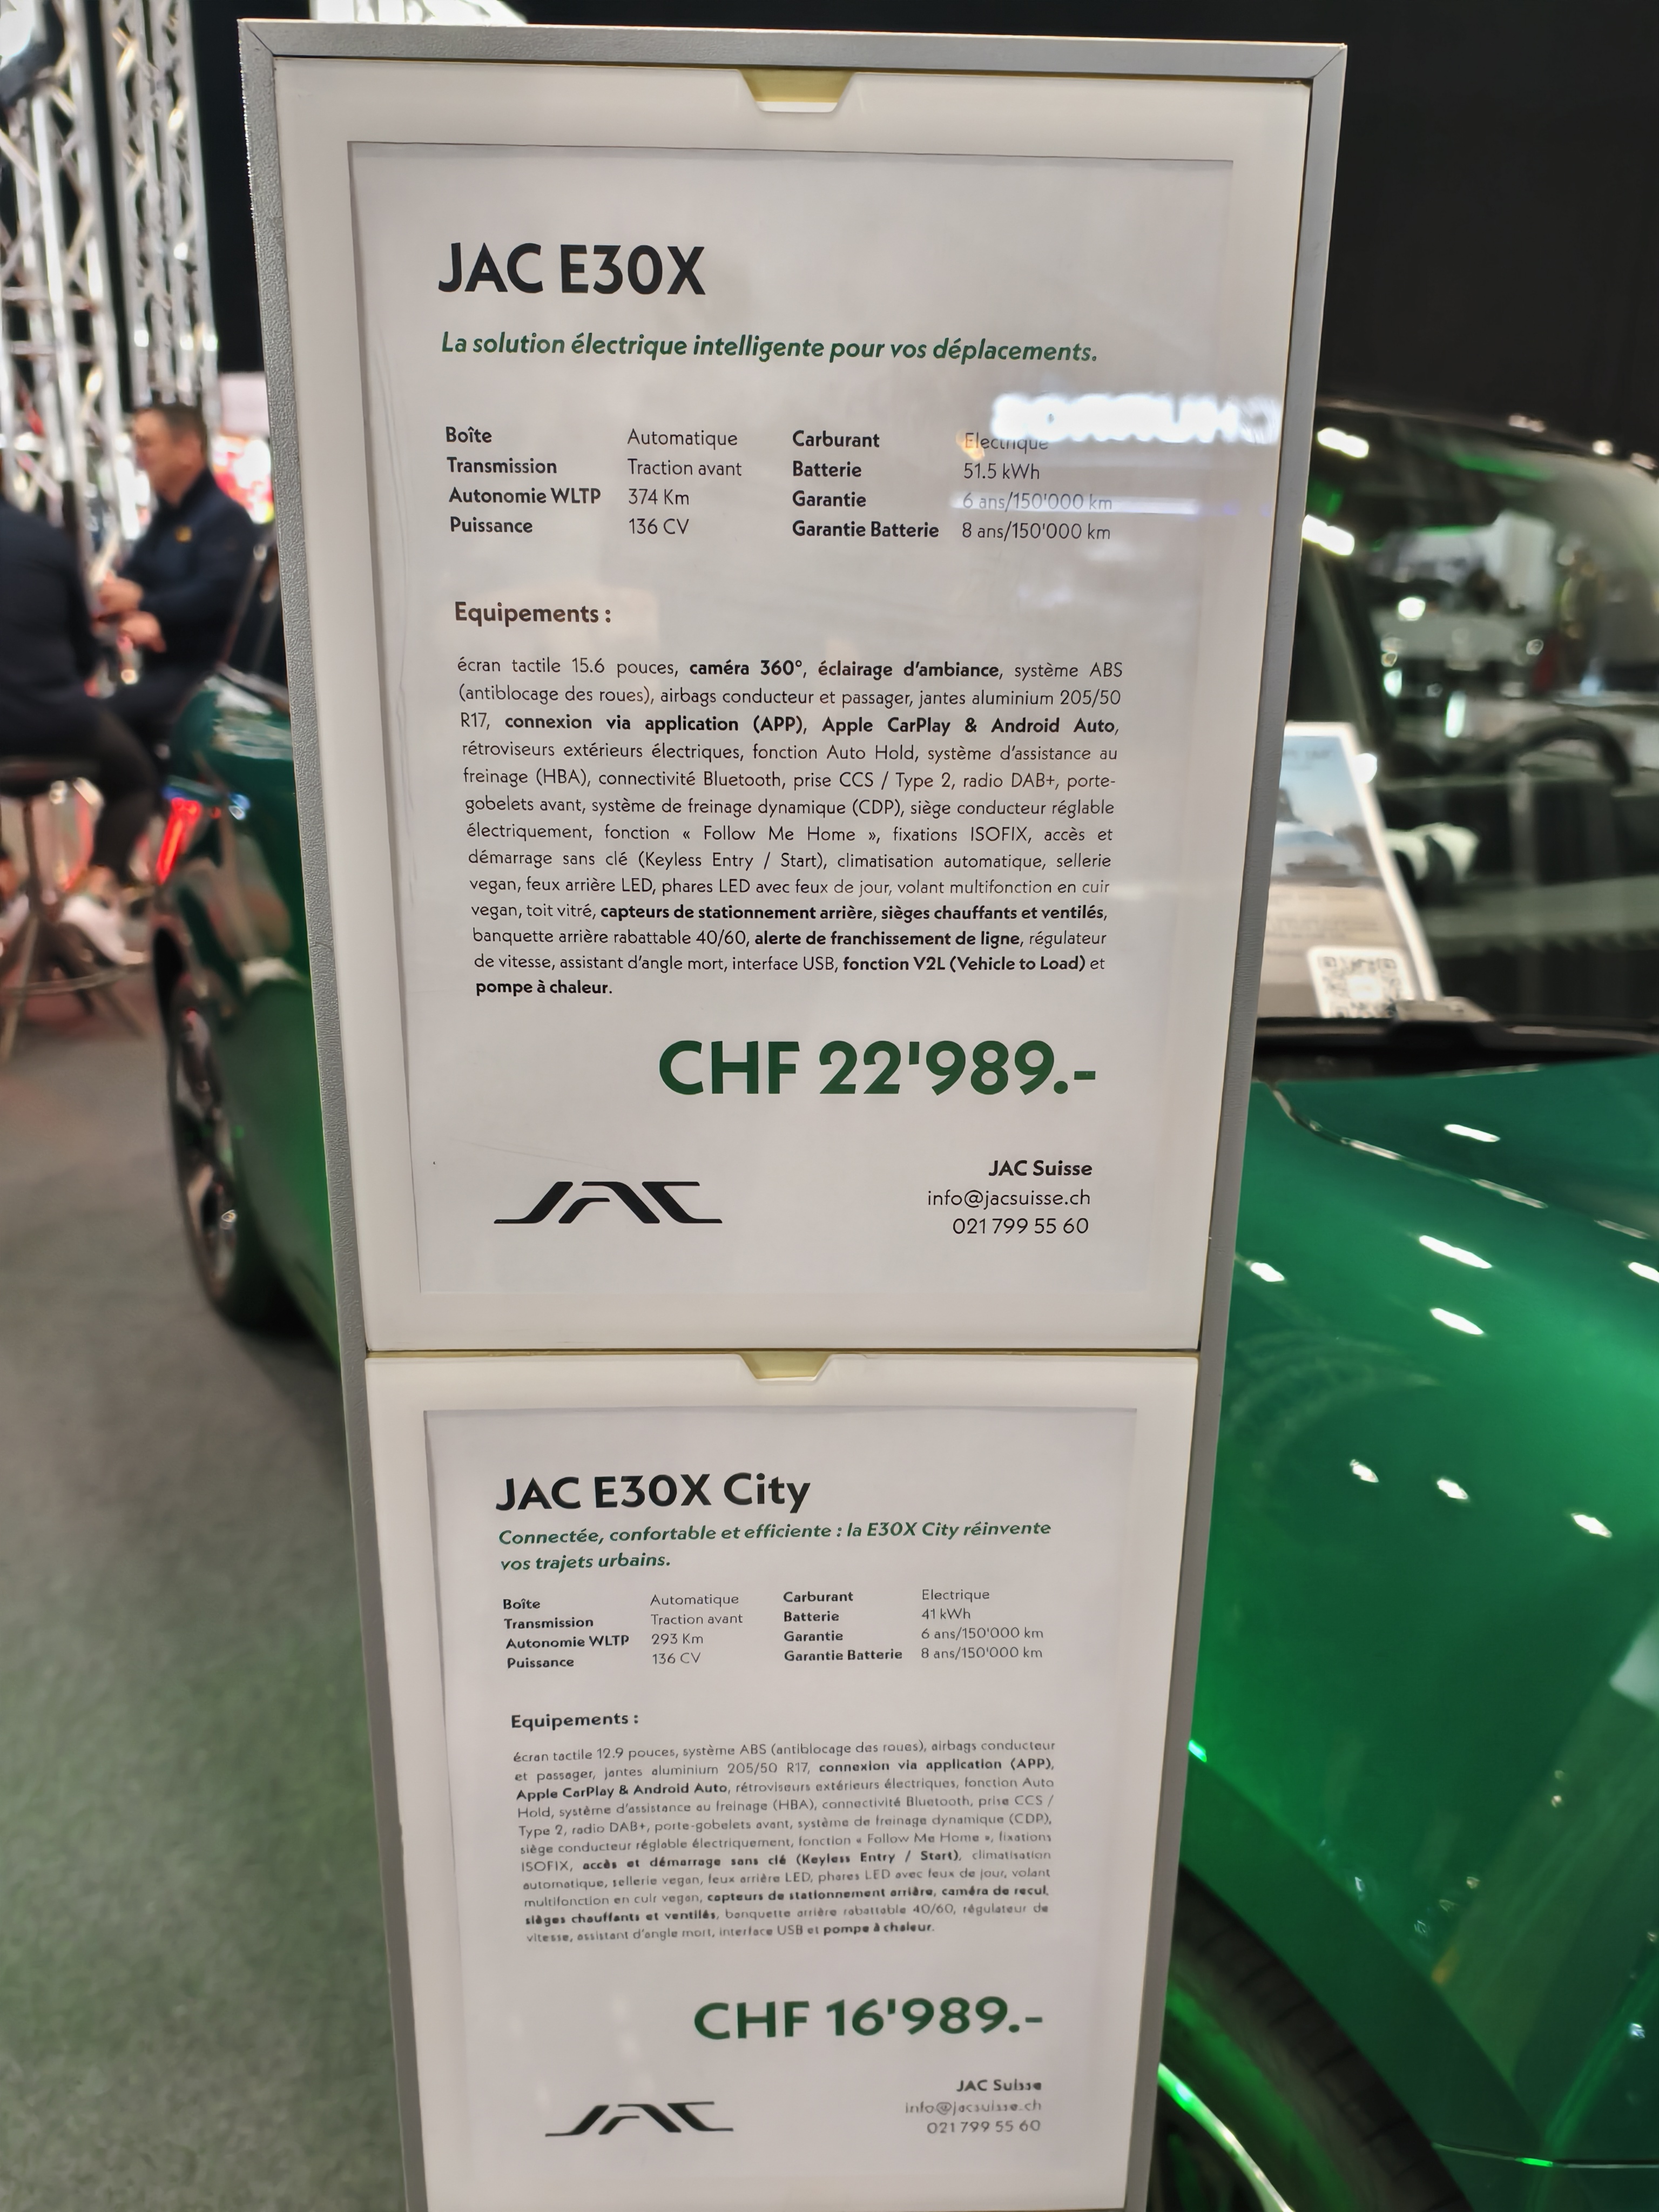 JAC E30X
La solution électrique intelligente pour vos déplacements.
Boîte Automatique Carburant Electrique
Transmission Traction avant Batterie 51.5 kWh
Autonomie WLTP 374 Km Garantie 6 ans/150'000 km
Puissance 136 CV Garantie Batterie 8 ans/150'000 km
Equipements :
écran tactile 15.6 pouces, caméra 360°, éclairage d'ambiance, système ABS
(antiblocage des roues), airbags conducteur et passager, jantes aluminium 205/50
R17, connexion via application (APP), Apple CarPlay & Android Auto,
rétroviseurs extérieurs électriques, fonction Auto Hold, système d'assistance au
freinage (HBA), connectivité Bluetooth, prise CCS / Type 2, radio DAB+, porte-
gobelets avant, système de freinage dynamique (CDP), siège conducteur réglable
électriquement, fonction « Follow Me Home », fixations ISOFIX, accès et
démarrage sans clé (Keyless Entry / Start), climatisation automatique, sellerie
vegan, feux arrière LED, phares LED avec feux de jour, volant multifonction en cuir
vegan, toit vitré, capteurs de stationnement arrière, sièges chauffants et ventilés,
banquette arrière rabattable 40/60, alerte de franchissement de ligne, régulateur
de vitesse, assistant d'angle mort, interface USB, fonction V2L (Vehicle to Load) et
pompe à chaleur.
CHF 22'989.-
JAC Suisse
info@jacsuisse.ch
JAC
021 799 55 60
JAC E30X City
Connectée, confortable et efficiente : la E30X City réinvente
vos trajets urbains.
Boîte Automatique Carburant Electrique
Transmission Traction avant Batterie 41 kWh
Autonomie WLTP 293 Km Garantie 6 ans/150'000 km
Puissance 136 CV Garantie Batterie 8 ans/150'000 km
Equipements :
écran tactile 12.9 pouces, système ABS (antiblocage des roues), airbags conducteur
et passager, jantes aluminium 205/50 R17, connexion via application (APP),
Apple CarPlay & Android Auto, rétroviseurs extérieurs électriques, fonction Auto
Hold, système d'assistance au freinage (HBA), connectivité Bluetooth, prise CCS /
Type 2, radio DAB+, porte-gobelets avant, système de freinage dynamique (CDP),
siège conducteur réglable électriquement, fonction « Follow Me Home », fixations
ISOFIX, accès et démarrage sans clé (Keyless Entry / Start), climatisation
automatique, sellerie vegan, feux arrière LED, phares LED avec feux de jour, volant
multifonction en cuir vegan, capteurs de stationnement arrière, caméra de recul,
sièges chauffants et ventilés, banquette arrière rabattable 40/60, régulateur de
vitesse, assistant d'angle mort, interface USB et pompe à chaleur.
CHF 16'989.-
JAC Suisse
info@jacsuisse.ch
JAC
021 799 55 60